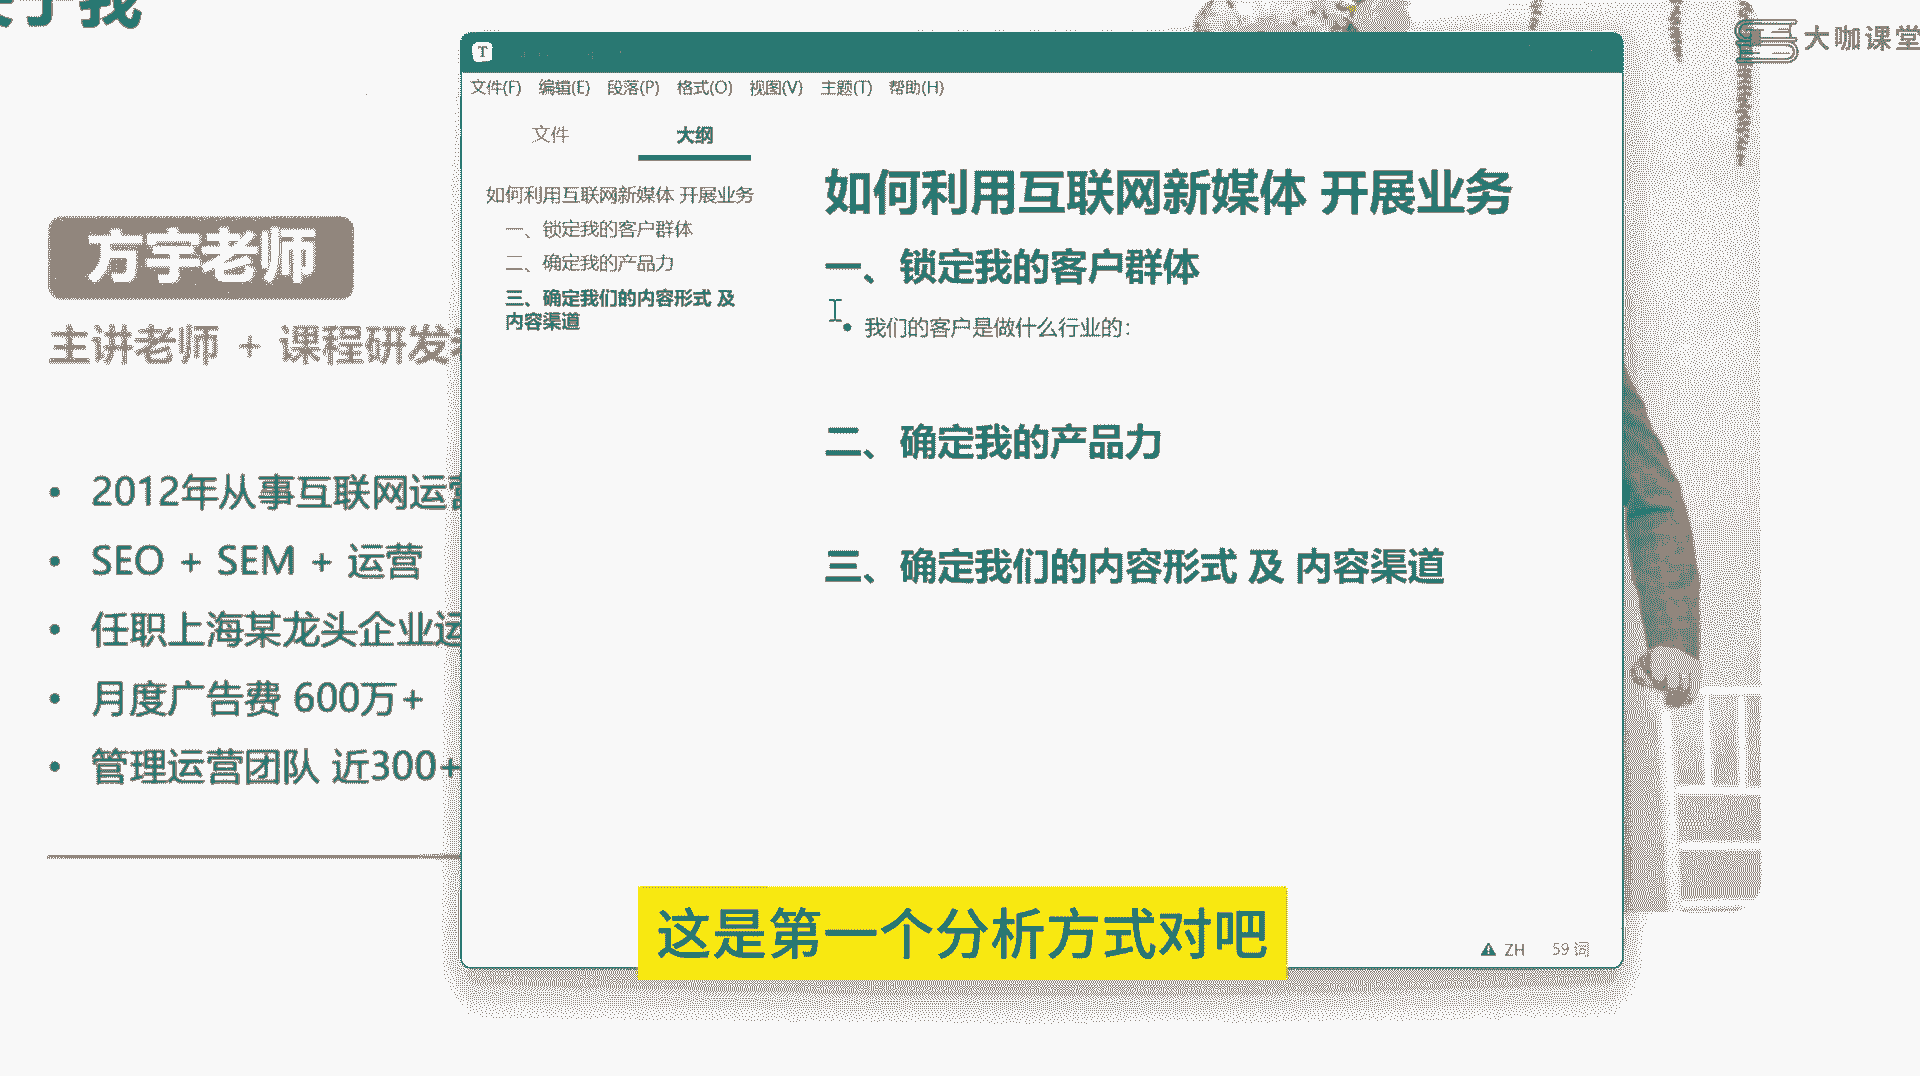 关于我
大咖课堂
方宇老师
主讲老师 + 课程研发
• 2012年从事互联网运营
• SEO + SEM + 运营
• 任职上海某龙头企业运
• 月度广告费 600万+
• 管理运营团队 近300+
T
文件(F) 编辑(E) 段落(P) 格式(O) 视图(V) 主题(T) 帮助(H)
文件 大纲
如何利用互联网新媒体 开展业务
一、锁定我的客户群体
二、确定我的产品力
三、确定我们的内容形式 及
内容渠道
如何利用互联网新媒体 开展业务
一、锁定我的客户群体
• 我们的客户是做什么行业的：
二、确定我的产品力
三、确定我们的内容形式 及 内容渠道
ZH 59 词
这是第一个分析方式对吧